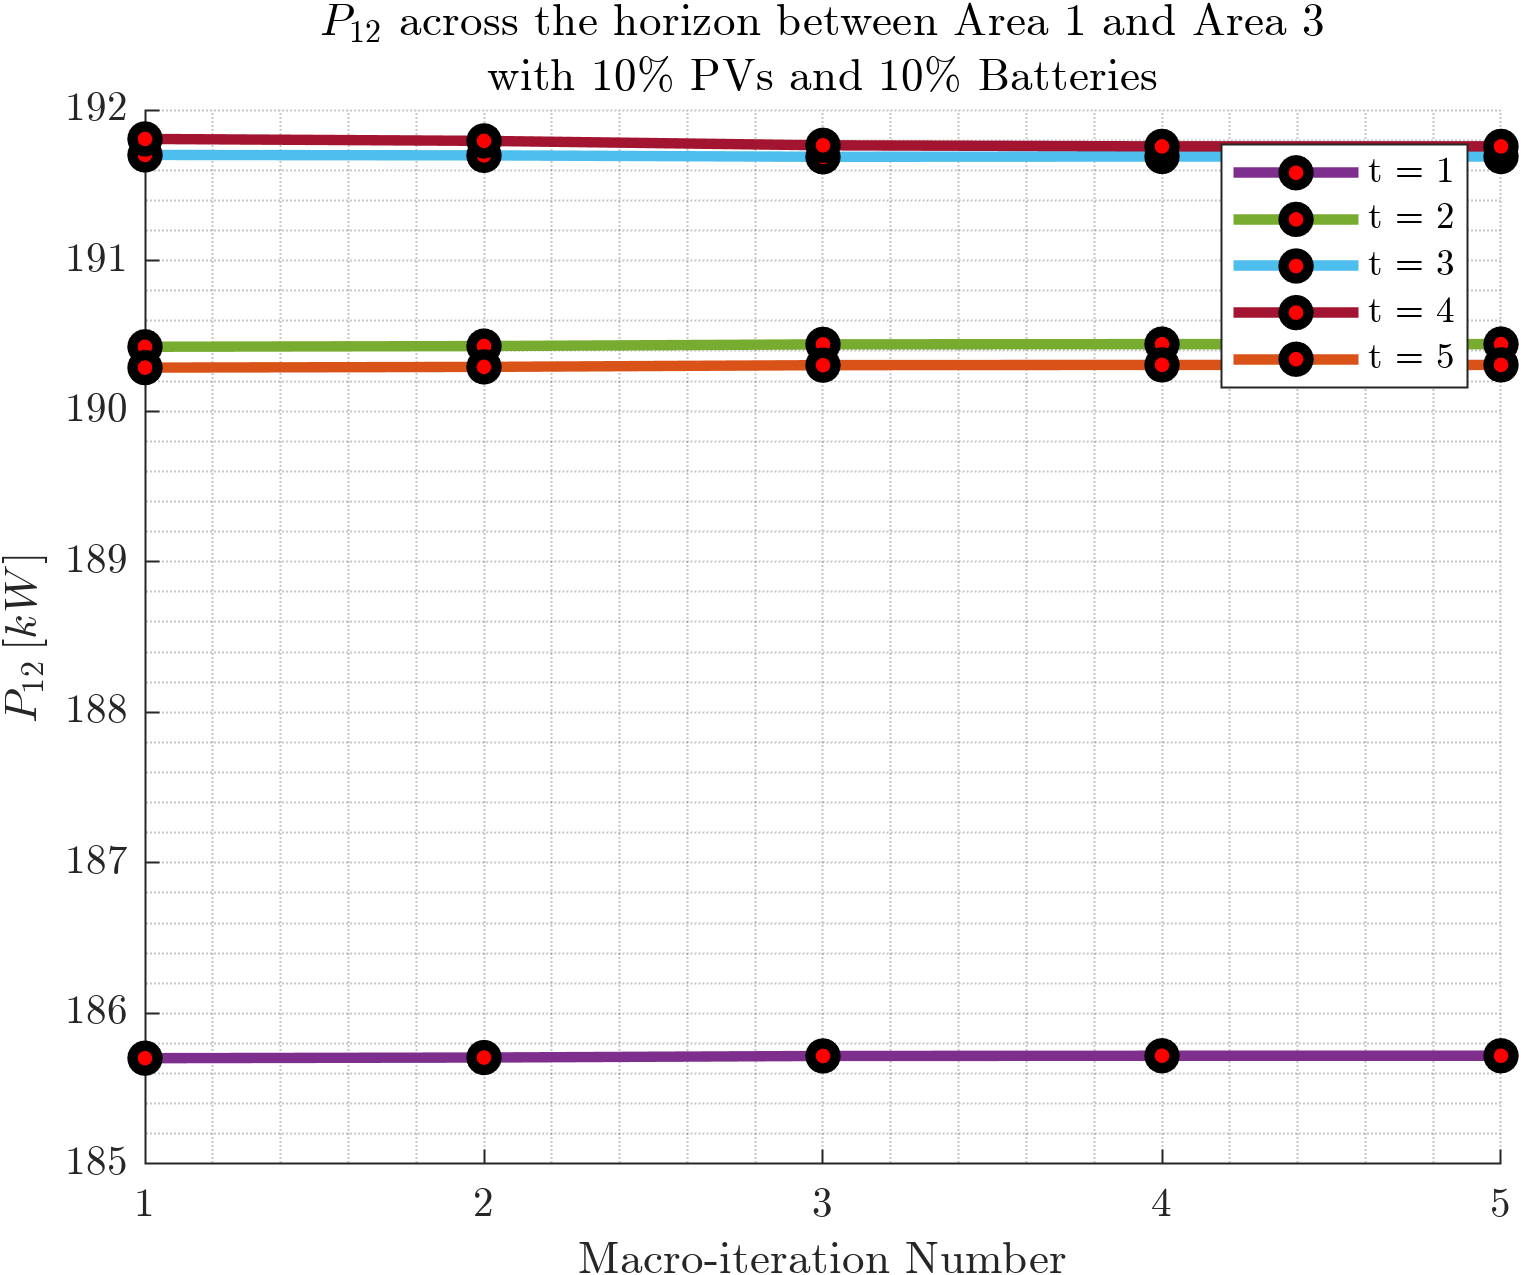 P12 across the horizon between Area 1 and Area 3
with 10% PVs and 10% Batteries
192
191
190
189
188
187
186
185
P12 [kW]
t = 1
t = 2
t = 3
t = 4
t = 5
1 2 3 4 5
Macro-iteration Number